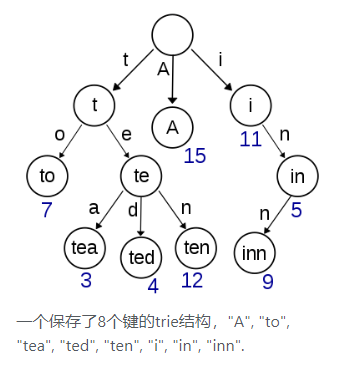 t A i
t A i
15 11
o e n
to te in
7 5
a d n n
tea ted ten inn
3 4 12 9
一个保存了8个键的trie结构，"A", "to",
"tea", "ted", "ten", "i", "in", "inn".